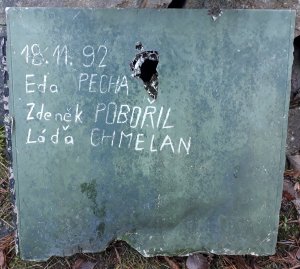 18.11.92
Eda PECHA
Zdeněk POBOŘIL
Láďa CHMELAN